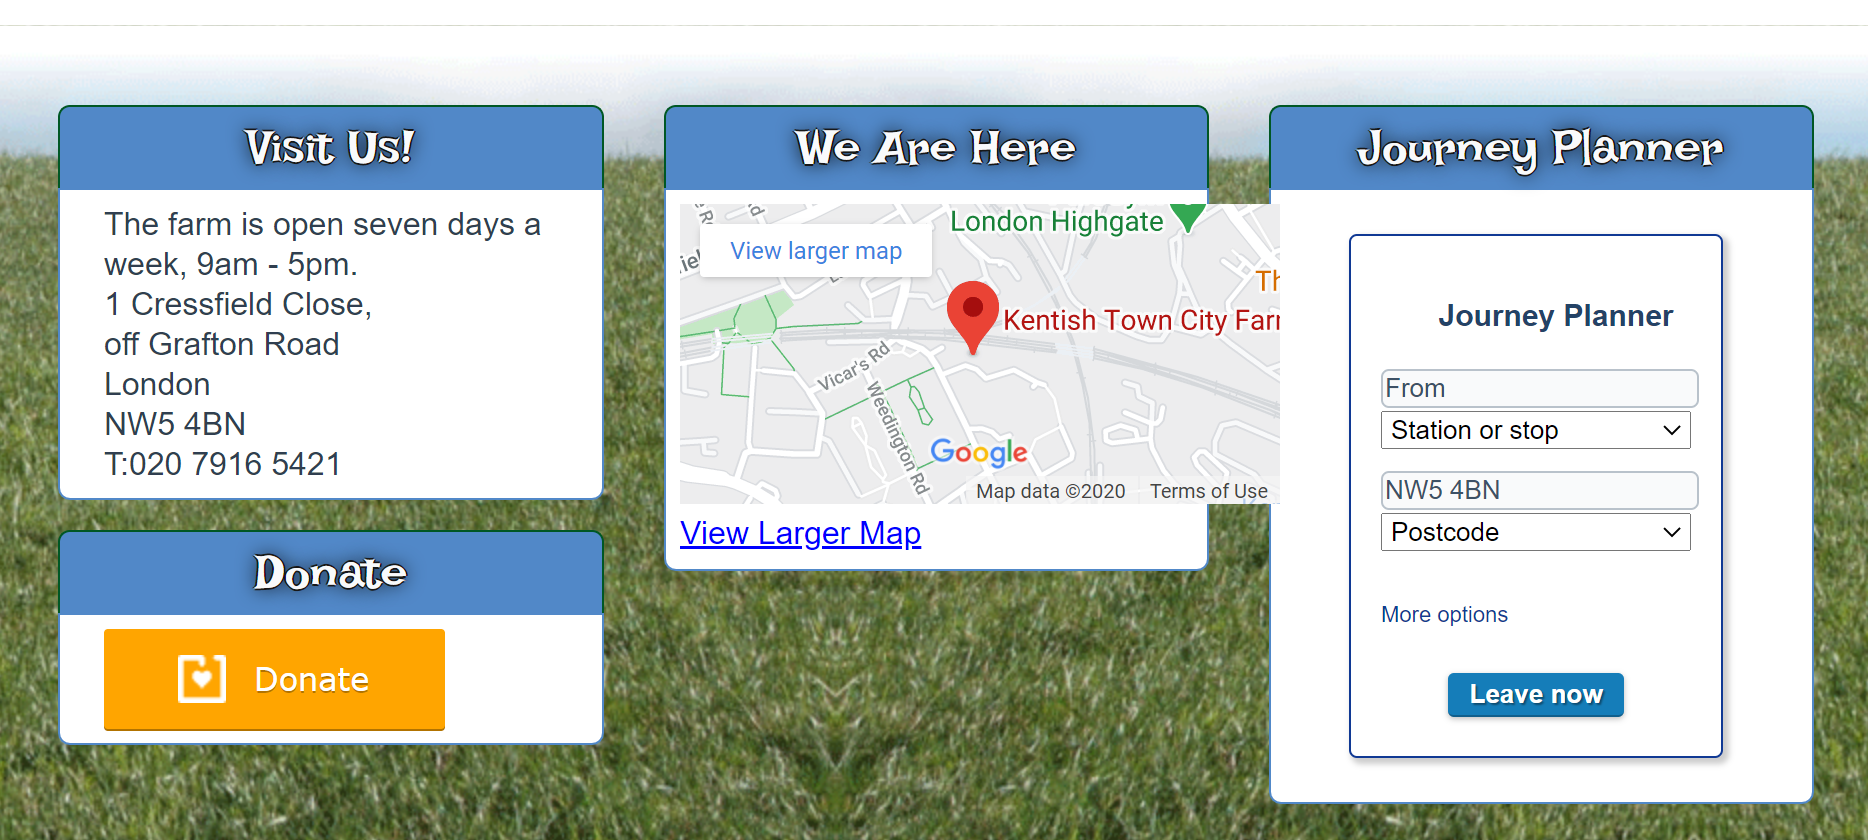 Visit Us!
The farm is open seven days a
week, 9am - 5pm.
1 Cressfield Close,
off Grafton Road
London
NW5 4BN
T:020 7916 5421
Donate
Donate
We Are Here
London Highgate
View larger map
Th
Kentish Town City Farm
Vicar's Rd
Weedington Rd
Google
Map data ©2020
Terms of Use
View Larger Map
Journey Planner
Journey Planner
From
Station or stop
NW5 4BN
Postcode
More options
Leave now